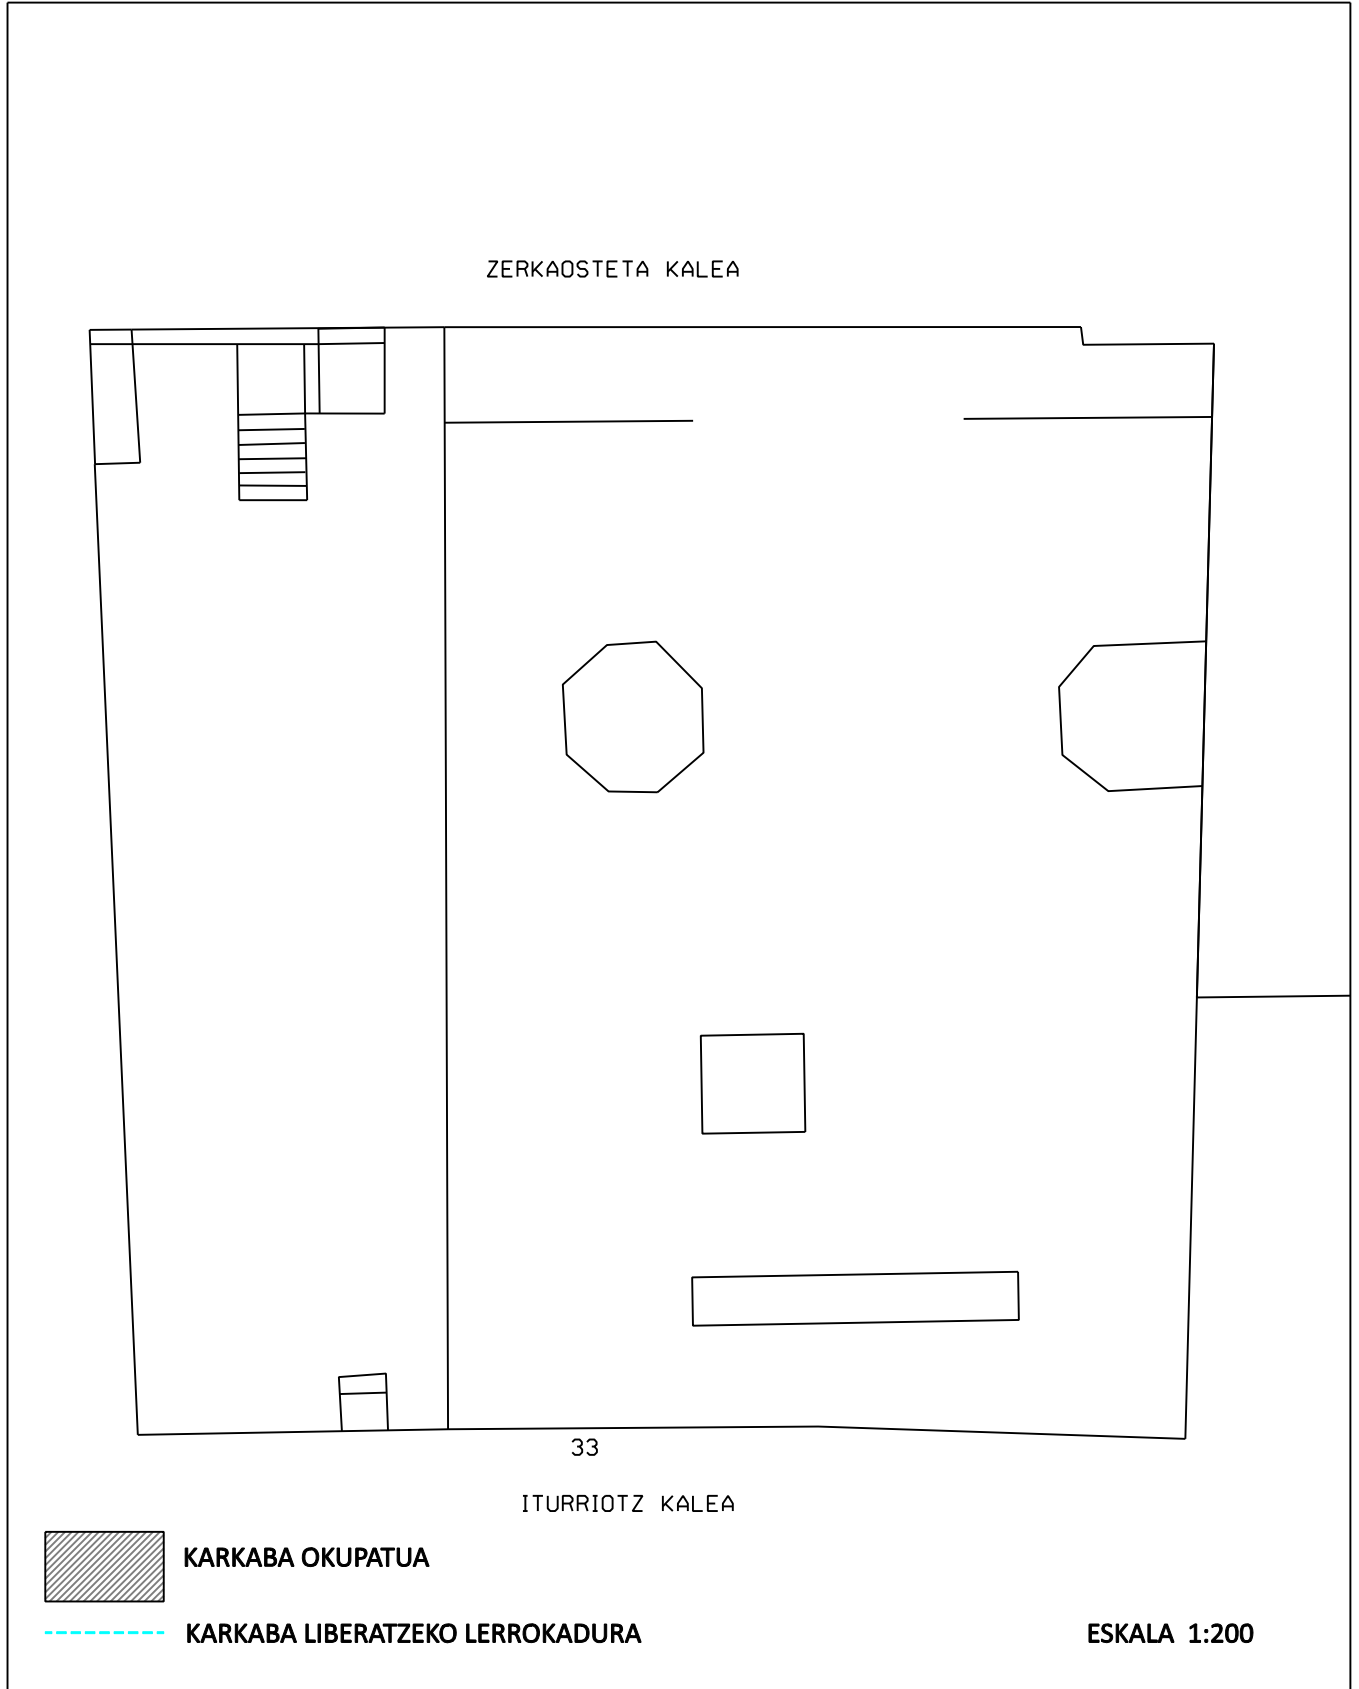 ZERKAOSTETA KALEA
33
ITURRIOTZ KALEA
KARKABA OKUPATUA
KARKABA LIBERATZEKO LERROKADURA
ESKALA 1:200